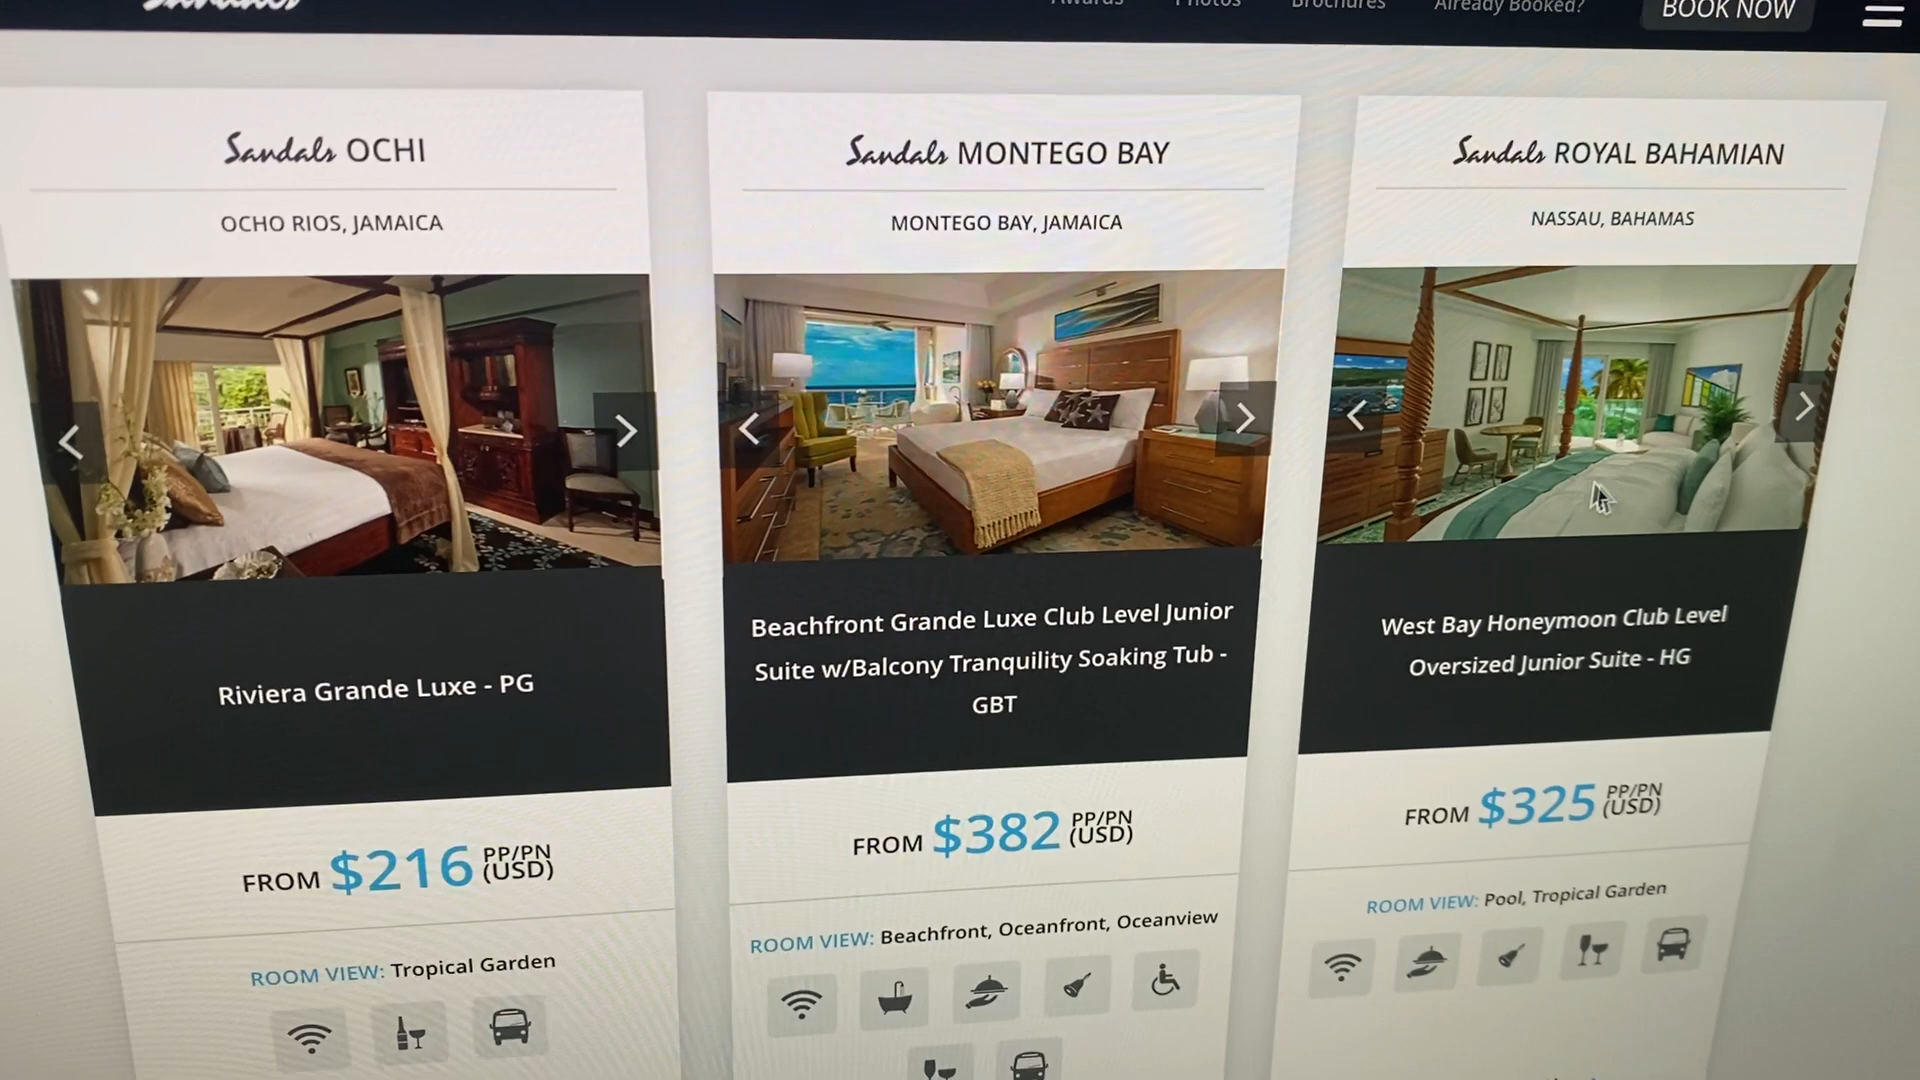 Sandals
Awards Photos Brochures Already Booked? BOOK NOW
Sandals OCHI
OCHO RIOS, JAMAICA
Riviera Grande Luxe - PG
FROM $216 PP/PN (USD)
ROOM VIEW: Tropical Garden
Sandals MONTEGO BAY
MONTEGO BAY, JAMAICA
Beachfront Grande Luxe Club Level Junior
Suite w/Balcony Tranquility Soaking Tub -
GBT
FROM $382 PP/PN (USD)
ROOM VIEW: Beachfront, Oceanfront, Oceanview
Sandals ROYAL BAHAMIAN
NASSAU, BAHAMAS
West Bay Honeymoon Club Level
Oversized Junior Suite - HG
FROM $325 PP/PN (USD)
ROOM VIEW: Pool, Tropical Garden